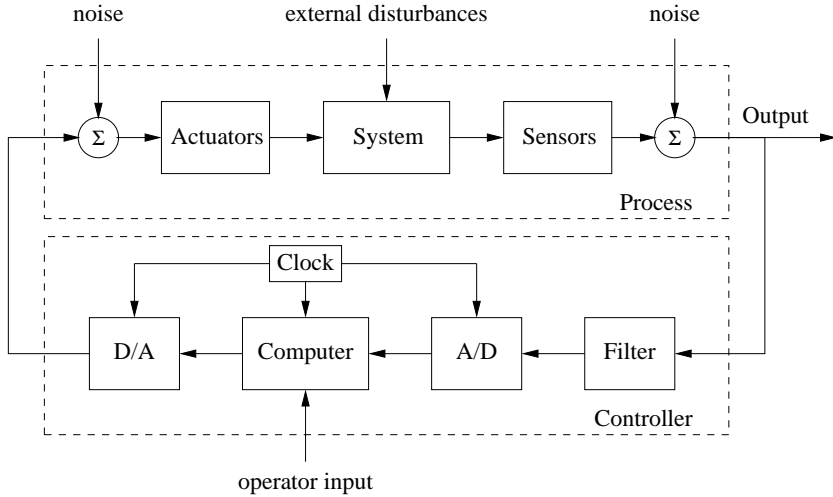 noise
external disturbances
noise
Σ
Actuators
System
Sensors
Σ
Output
Process
Clock
D/A
Computer
A/D
Filter
Controller
operator input